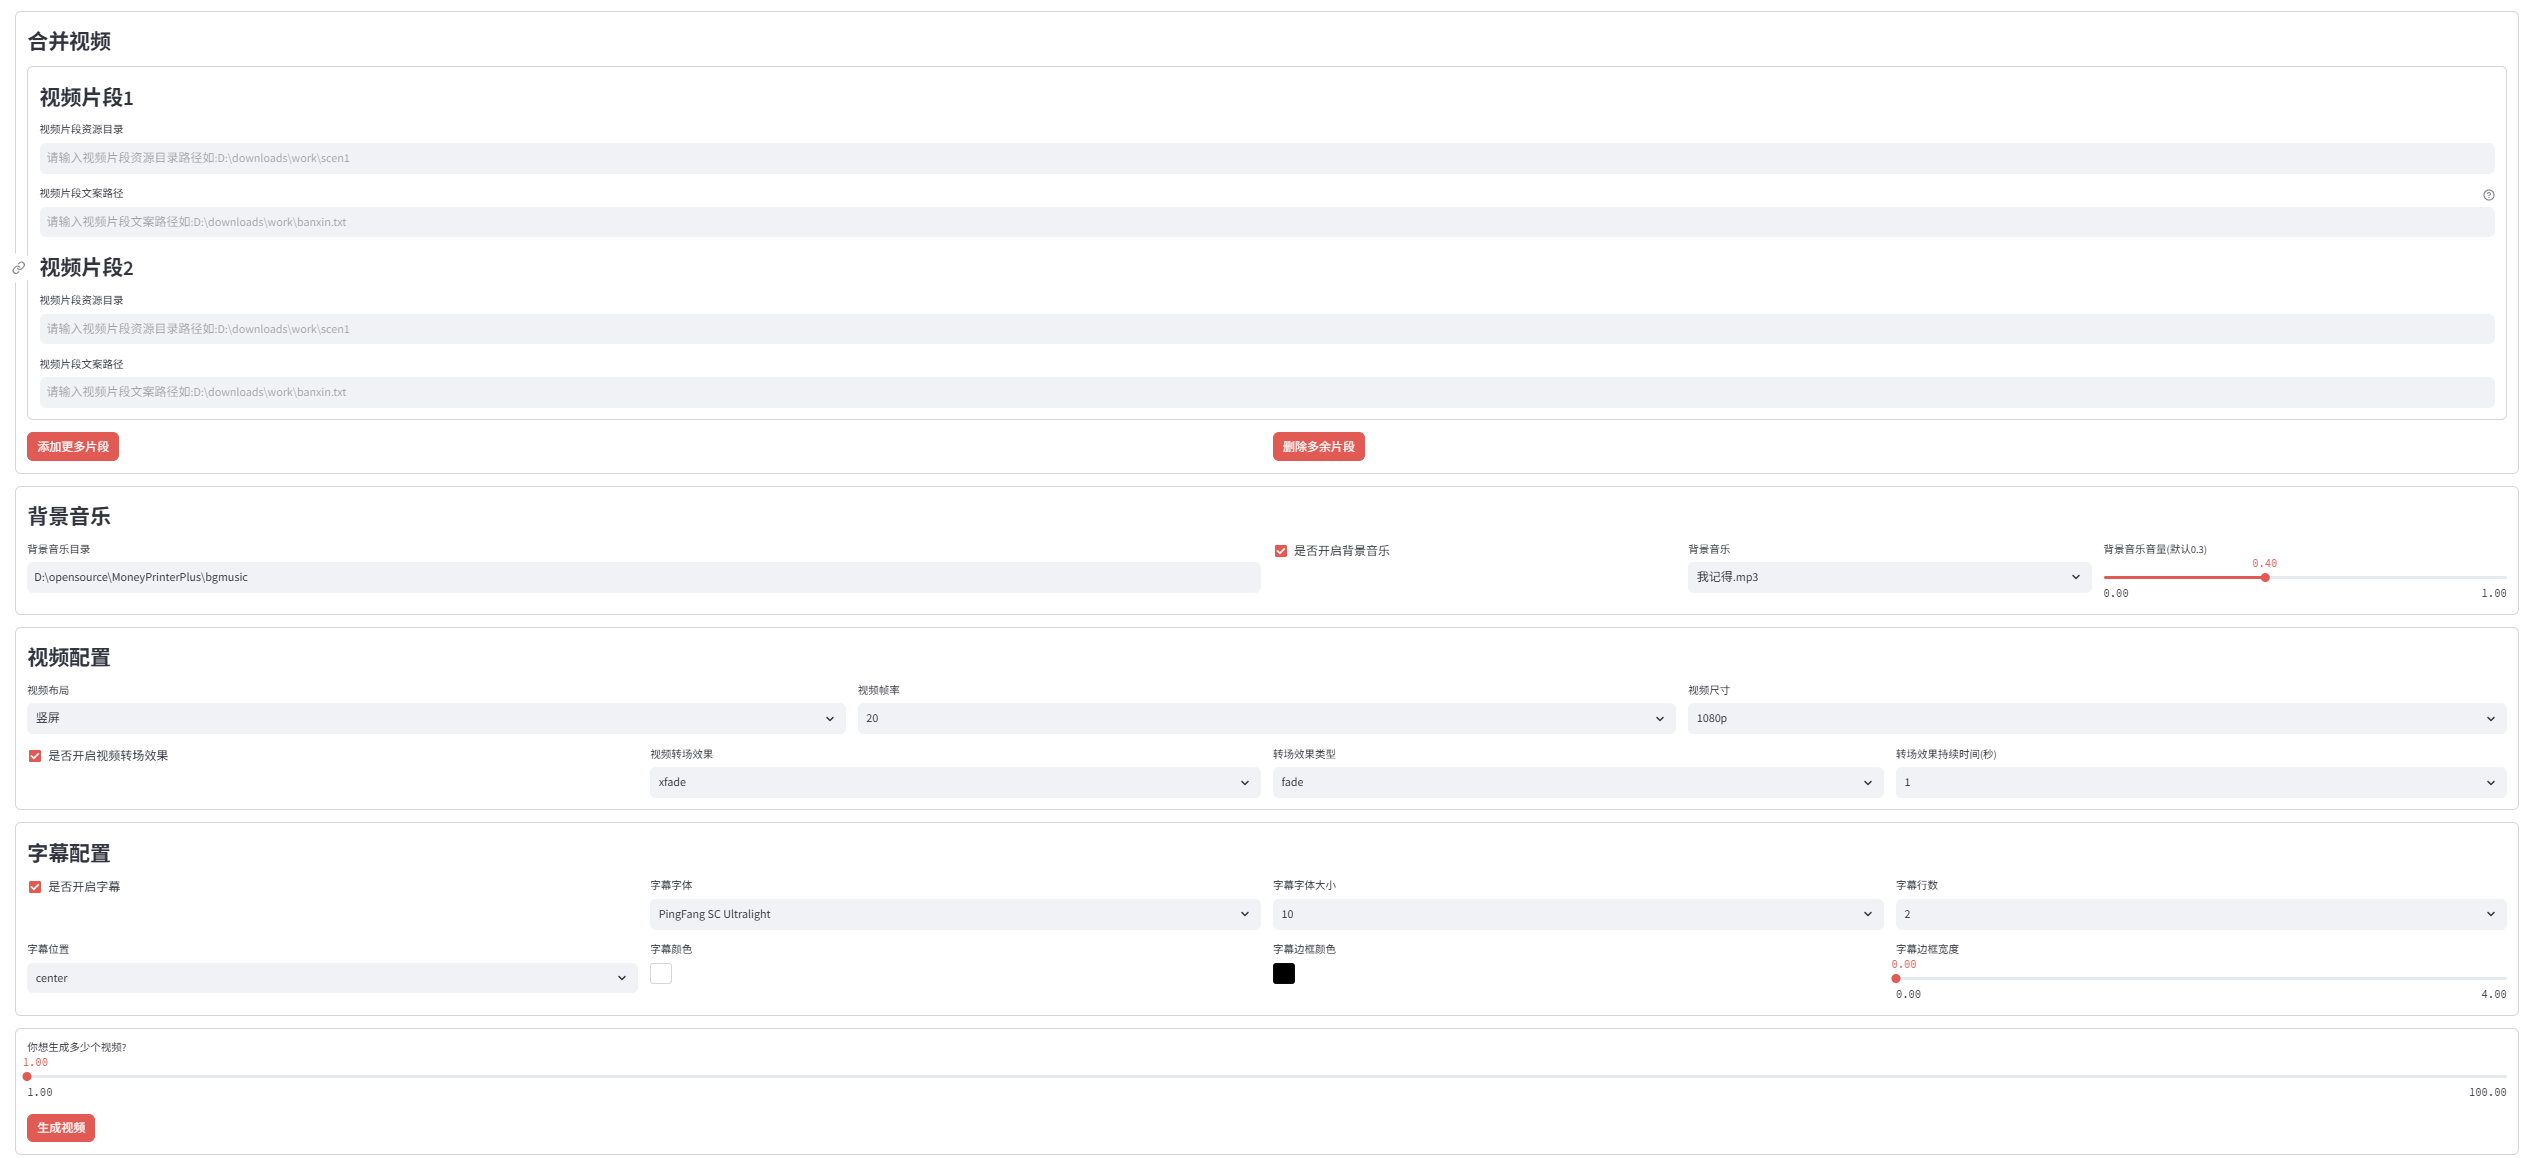 合并视频
视频片段1
视频片段资源目录
请输入视频片段资源目录路径如:D:\downloads\work\scen1
视频片段文案路径
请输入视频片段文案路径如:D:\downloads\work\banxin.txt
视频片段2
视频片段资源目录
请输入视频片段资源目录路径如:D:\downloads\work\scen1
视频片段文案路径
请输入视频片段文案路径如:D:\downloads\work\banxin.txt
添加更多片段 删除多余片段
背景音乐
背景音乐目录 是否开启背景音乐 背景音乐 背景音乐音量(默认0.3)
0.40
D:\opensource\MoneyPrinterPlus\bgmusic 我记得.mp3
0.00 1.00
视频配置
视频布局 视频帧率 视频尺寸
竖屏 20 1080p
是否开启视频转场效果 视频转场效果 转场效果类型 转场效果持续时间(秒)
xfade fade 1
字幕配置
是否开启字幕 字幕字体 字幕字体大小 字幕行数
PingFang SC Ultralight 10 2
字幕位置 字幕颜色 字幕边框颜色 字幕边框宽度
0.00
center
0.00 4.00
你想生成多少个视频?
1.00
1.00 100.00
生成视频